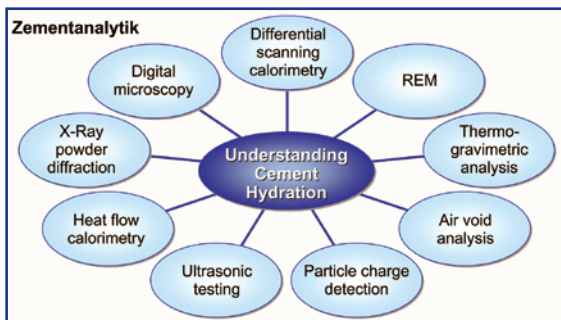 Zementanalytik
Differential
scanning
calorimetry
REM
Thermo-
gravimetric
analysis
Air void
analysis
Particle charge
detection
Ultrasonic
testing
Heat flow
calorimetry
X-Ray
powder
diffraction
Digital
microscopy
Understanding
Cement
Hydration